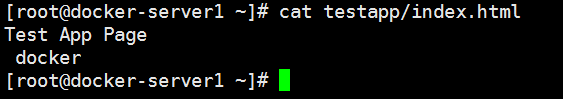 [root@docker-server1 ~]# cat testapp/index.html
Test App Page
 docker
[root@docker-server1 ~]#